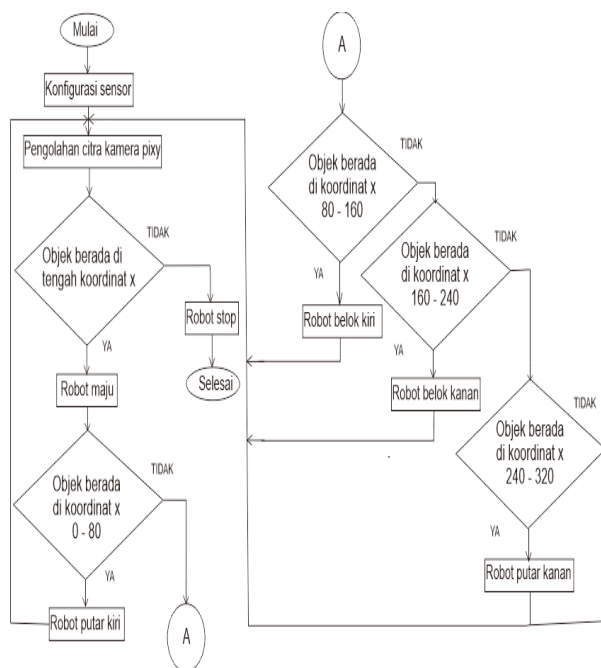 Mulai
Konfigurasi sensor
Pengolahan citra kamera pixy
Objek berada di
tengah koordinat x
TIDAK
YA
Robot stop
Selesai
Robot maju
Objek berada
di koordinat x
0 - 80
TIDAK
YA
Robot putar kiri
A
A
Objek berada
di koordinat x
80 - 160
TIDAK
YA
Robot belok kiri
Objek berada
di koordinat x
160 - 240
TIDAK
YA
Robot belok kanan
Objek berada
di koordinat x
240 - 320
TIDAK
YA
Robot putar kanan